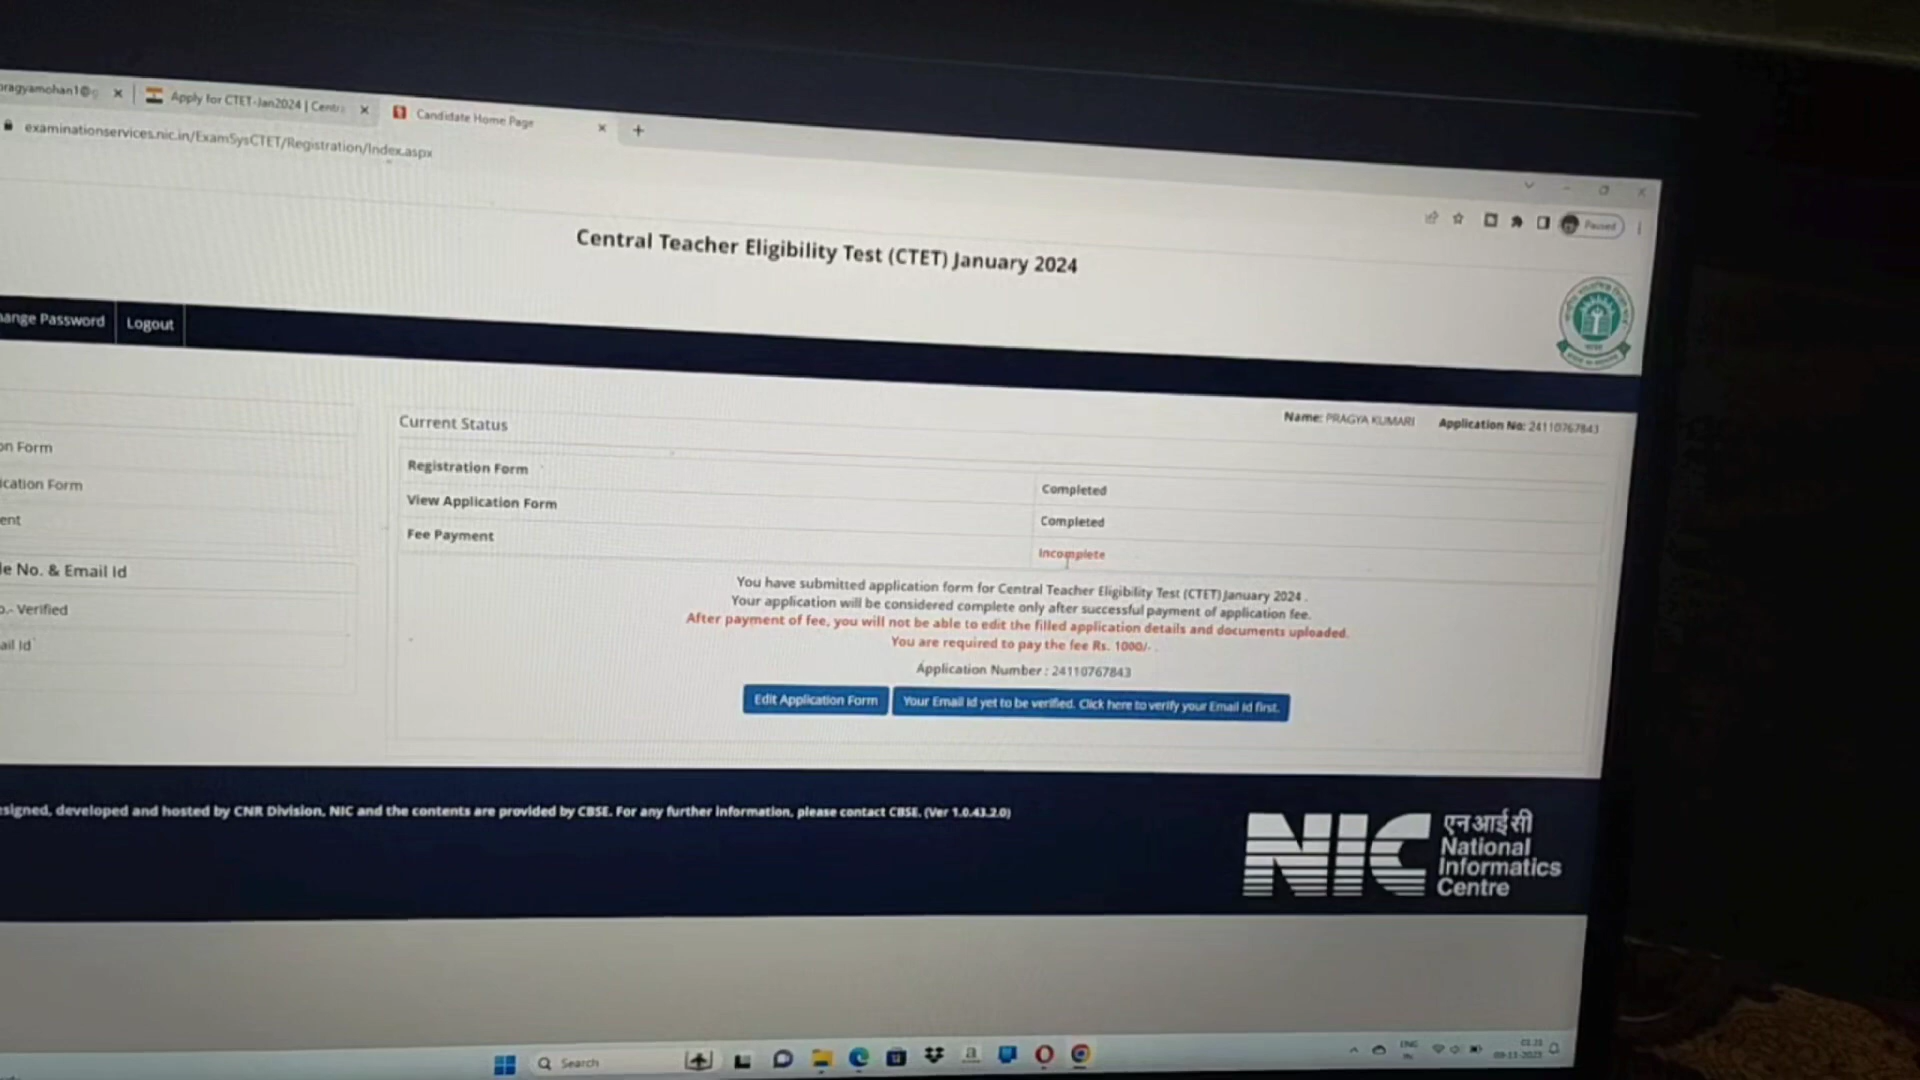 Apply for CTET-Jan2024 | Centr
Candidate Home Page
examinationservices.nic.in/ExamSysCTET/Registration/Index.aspx
Paused
Central Teacher Eligibility Test (CTET) January 2024
ange Password
Logout
Name: PRAGYA KUMARI Application No: 24110767843
Current Status
on Form
ication Form
ent
le No. & Email Id
o.- Verified
ail Id
Registration Form Completed
View Application Form Completed
Fee Payment Incomplete
You have submitted application form for Central Teacher Eligibility Test (CTET) January 2024 .
Your application will be considered complete only after successful payment of application fee.
After payment of fee, you will not be able to edit the filled application details and documents uploaded.
You are required to pay the fee Rs. 1000/- .
Application Number : 24110767843
Edit Application Form
Your Email Id yet to be verified. Click here to verify your Email Id first.
signed, developed and hosted by CNR Division, NIC and the contents are provided by CBSE. For any further information, please contact CBSE. (Ver 1.0.43.2.0)
NIC
एन आई सी
National
Informatics
Centre
Search
ENG